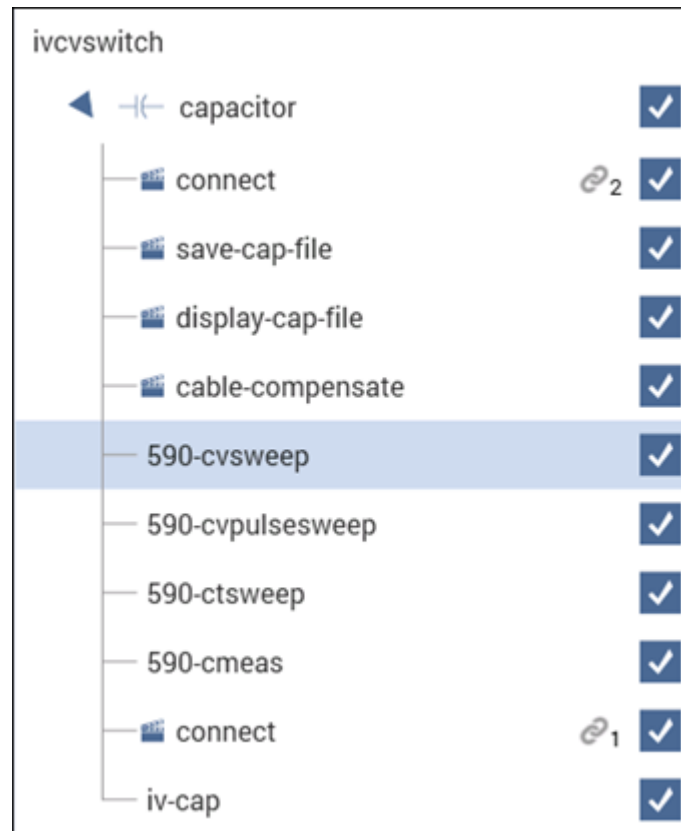 ivcvswitch
capacitor
connect 2
save-cap-file
display-cap-file
cable-compensate
590-cvsweep
590-cvpulsesweep
590-ctsweep
590-cmeas
connect 1
iv-cap